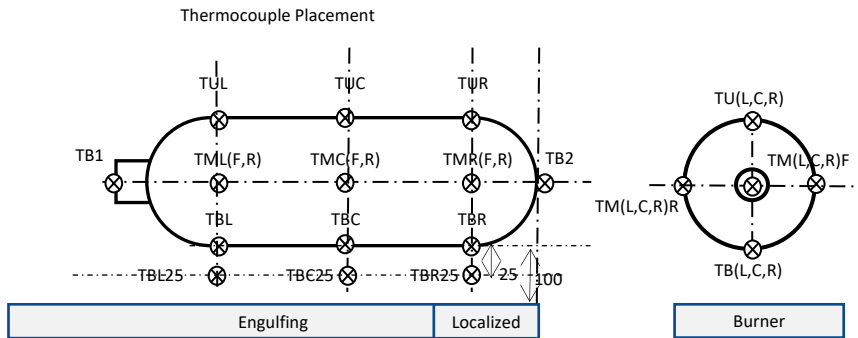 Thermocouple Placement
TUL
TUC
TUR
TU(L,C,R)
TB1
TML(F,R)
TMC(F,R)
TMR(F,R)
TB2
TM(L,C,R)F
TM(L,C,R)R
TBL
TBC
TBR
TB(L,C,R)
TBL25
TBC25
TBR25
25
100
Engulfing
Localized
Burner